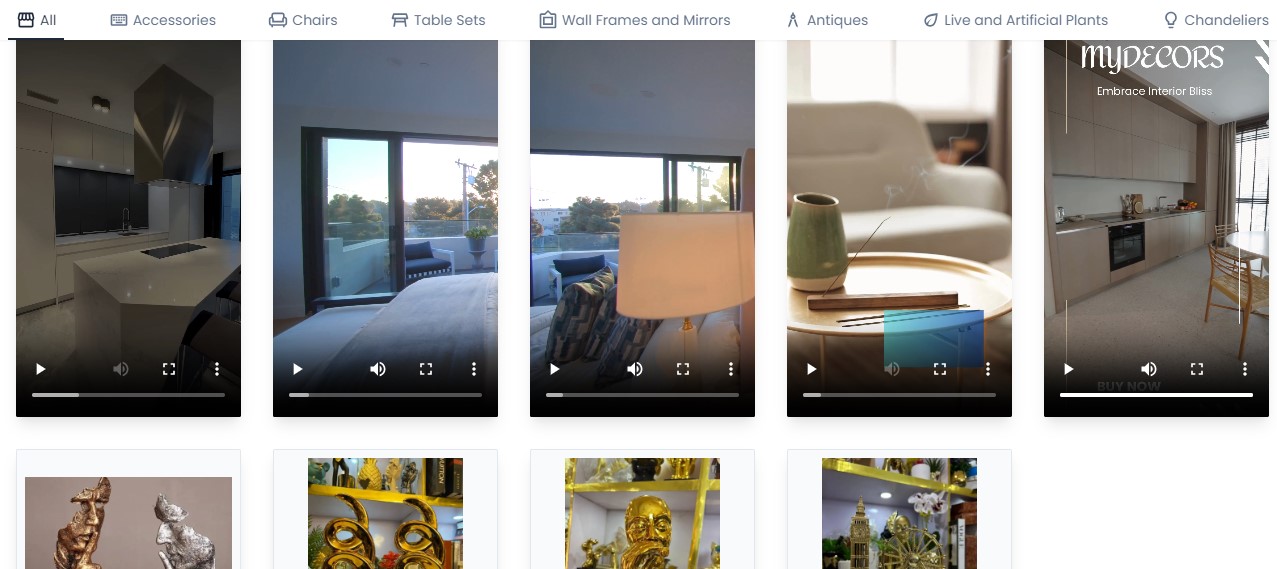 All
Accessories
Chairs
Table Sets
Wall Frames and Mirrors
Antiques
Live and Artificial Plants
Chandeliers
MYDECORS
Embrace Interior Bliss
BUY NOW